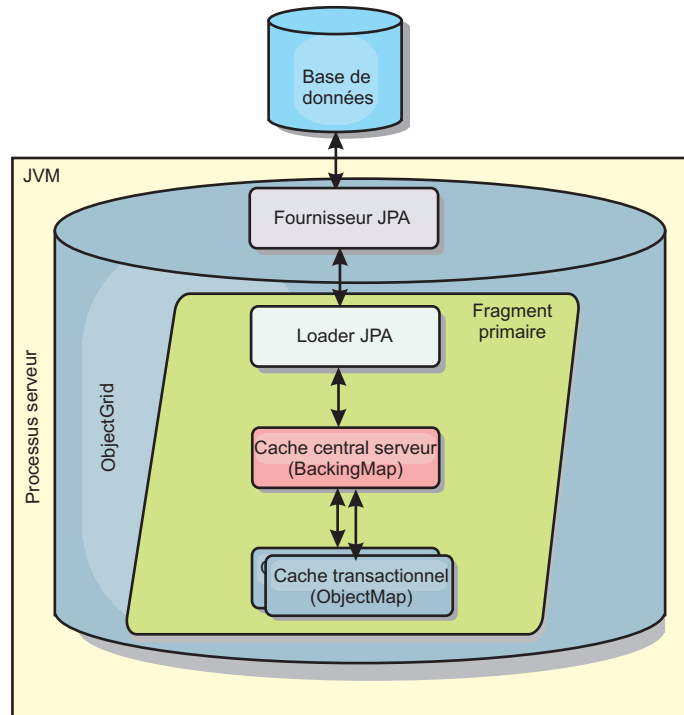 Base de
données
JVM
Fournisseur JPA
Fragment
primaire
Loader JPA
Processus serveur
ObjectGrid
Cache central serveur
(BackingMap)
Cache transactionnel
(ObjectMap)